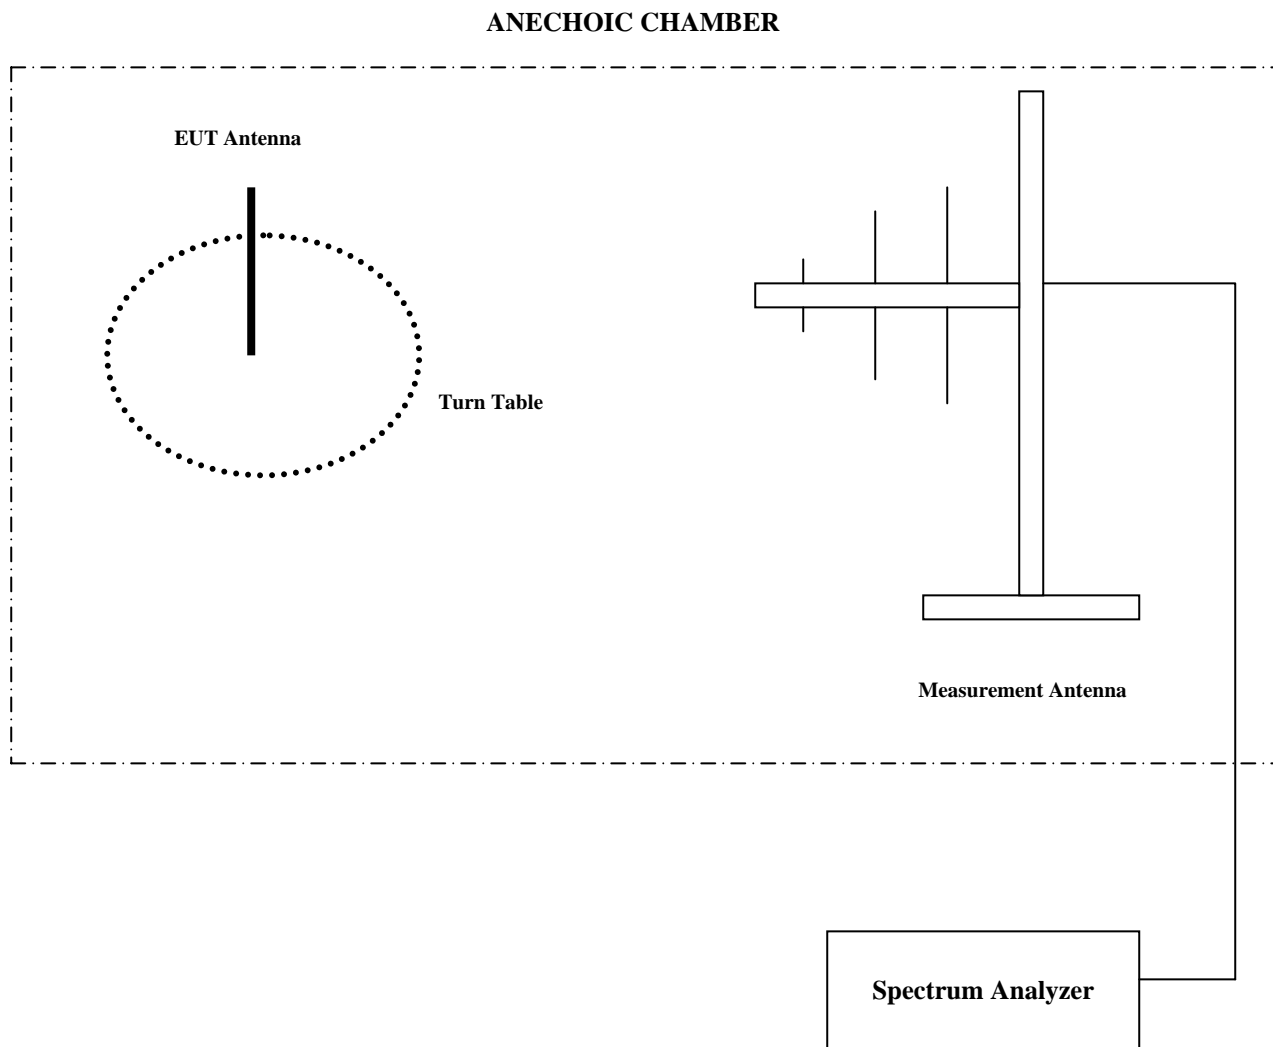 ANECHOIC CHAMBER
EUT Antenna
Turn Table
Measurement Antenna
Spectrum Analyzer